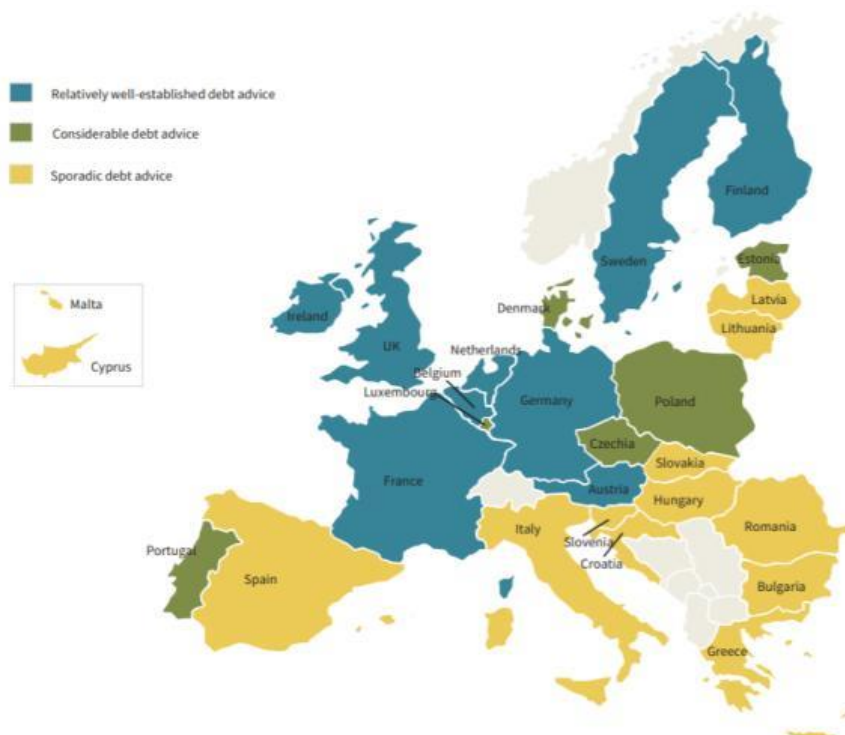 Relatively well-established debt advice
Considerable debt advice
Sporadic debt advice
Finland
Sweden
Estonia
Malta
Latvia
Denmark
Ireland
Lithuania
UK
Netherlands
Cyprus
Belgium
Luxembourg
Germany
Poland
Czechia
Slovakia
France
Austria
Hungary
Italy
Romania
Slovenia
Portugal
Croatia
Spain
Bulgaria
Greece